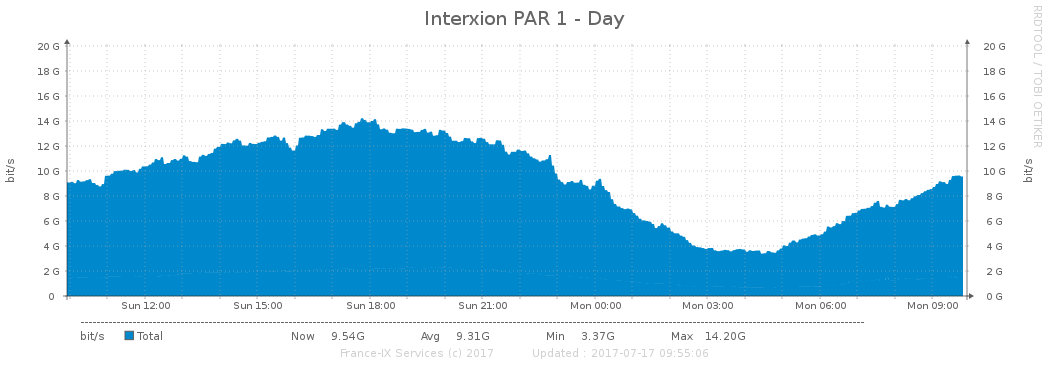 Interxion PAR 1 - Day
RRDTOOL / TOBI OETIKER
bit/s
20 G
18 G
16 G
14 G
12 G
10 G
8 G
6 G
4 G
2 G
0
20 G
18 G
16 G
14 G
12 G
10 G
8 G
6 G
4 G
2 G
0 G
bit/s
Sun 12:00 Sun 15:00 Sun 18:00 Sun 21:00 Mon 00:00 Mon 03:00 Mon 06:00 Mon 09:00
bit/s Total Now 9.54G Avg 9.31G Min 3.37G Max 14.20G
France-IX Services (c) 2017 Updated : 2017-07-17 09:55:06